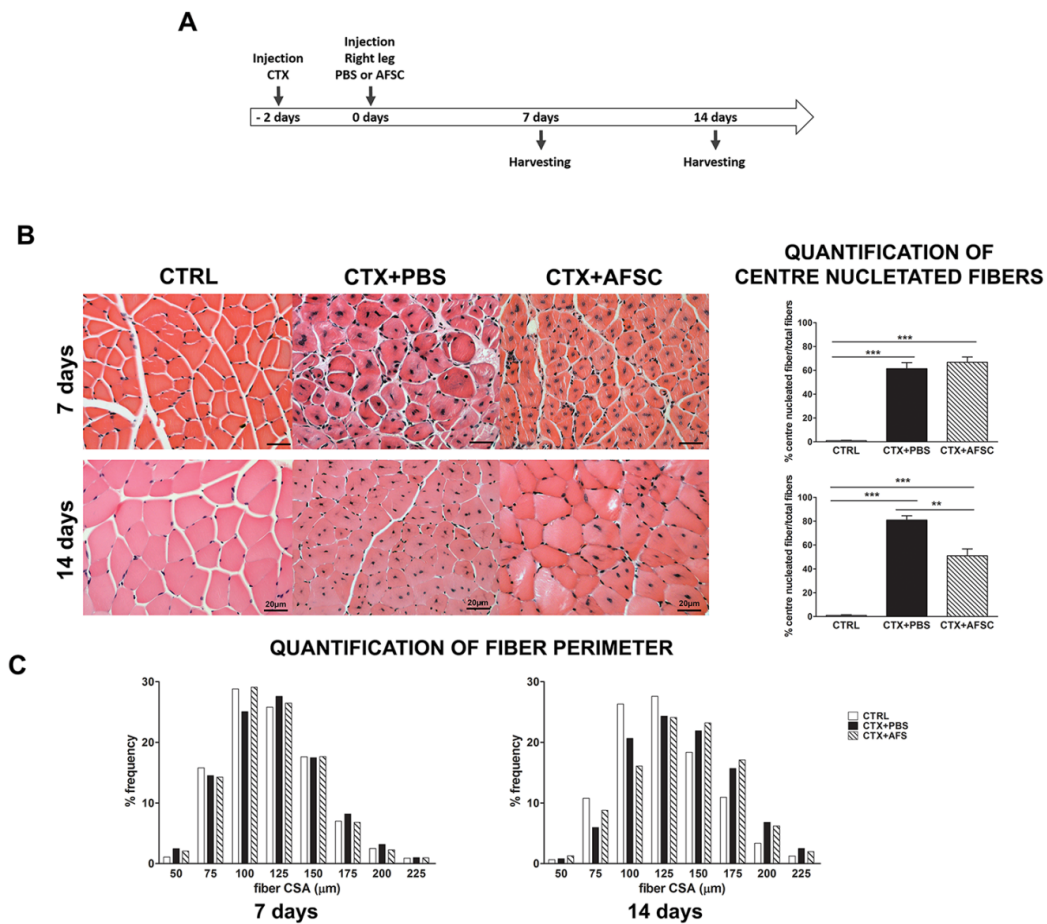 A
Injection
CTX
Injection
Right leg
PBS or AFSC
- 2 days
0 days
7 days
14 days
Harvesting
Harvesting
B
CTRL
CTX+PBS
CTX+AFSC
7 days
14 days
20µm
20µm
20µm
QUANTIFICATION OF
CENTRE NUCLETATED FIBERS
% centre nucleated fiber/total fibers
100
80
60
40
20
0
***
***
CTRL
CTX+PBS
CTX+AFSC
% centre nucleated fiber/total fibers
100
80
60
40
20
0
***
***
**
CTRL
CTX+PBS
CTX+AFSC
QUANTIFICATION OF FIBER PERIMETER
C
% frequency
30
20
10
0
50 75 100 125 150 175 200 225
fiber CSA (µm)
7 days
% frequency
30
20
10
0
50 75 100 125 150 175 200 225
fiber CSA (µm)
14 days
CTRL
CTX+PBS
CTX+AFS